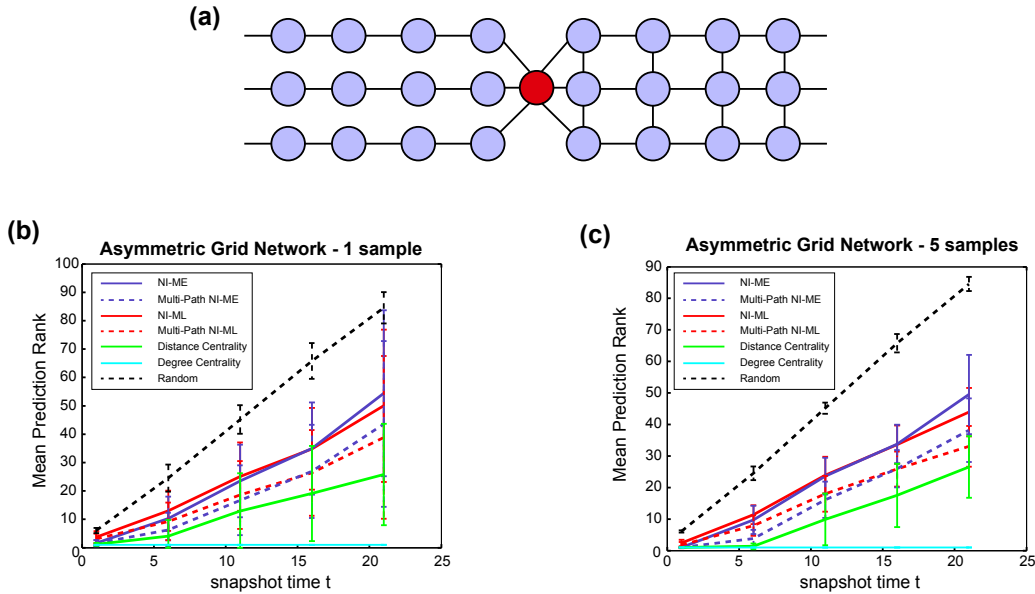 (a)
(b)
Asymmetric Grid Network - 1 sample
Mean Prediction Rank
100
90
80
70
60
50
40
30
20
10
0
NI-ME
Multi-Path NI-ME
NI-ML
Multi-Path NI-ML
Distance Centrality
Degree Centrality
Random
0 5 10 15 20 25
snapshot time t
(c)
Asymmetric Grid Network - 5 samples
Mean Prediction Rank
90
80
70
60
50
40
30
20
10
0
NI-ME
Multi-Path NI-ME
NI-ML
Multi-Path NI-ML
Distance Centrality
Degree Centrality
Random
0 5 10 15 20 25
snapshot time t